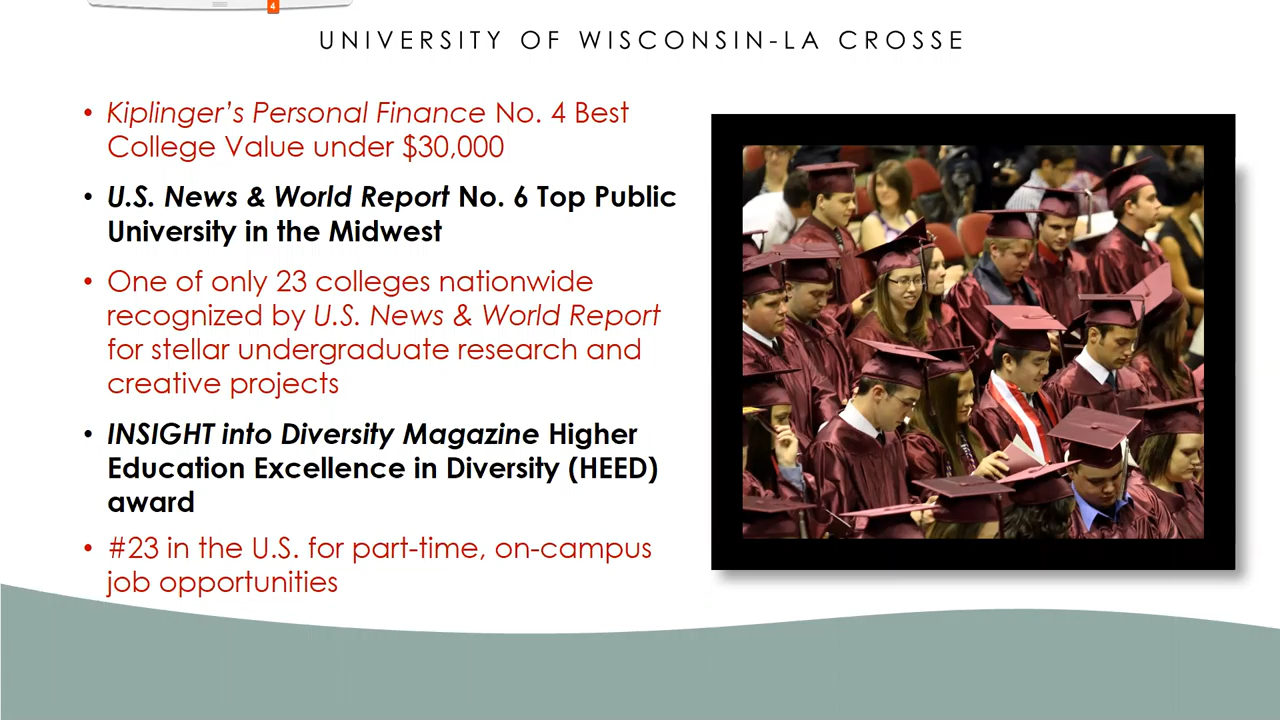 4
UNIVERSITY OF WISCONSIN-LA CROSSE
• Kiplinger's Personal Finance No. 4 Best
College Value under $30,000
• U.S. News & World Report No. 6 Top Public
University in the Midwest
• One of only 23 colleges nationwide
recognized by U.S. News & World Report
for stellar undergraduate research and
creative projects
• INSIGHT into Diversity Magazine Higher
Education Excellence in Diversity (HEED)
award
• #23 in the U.S. for part-time, on-campus
job opportunities